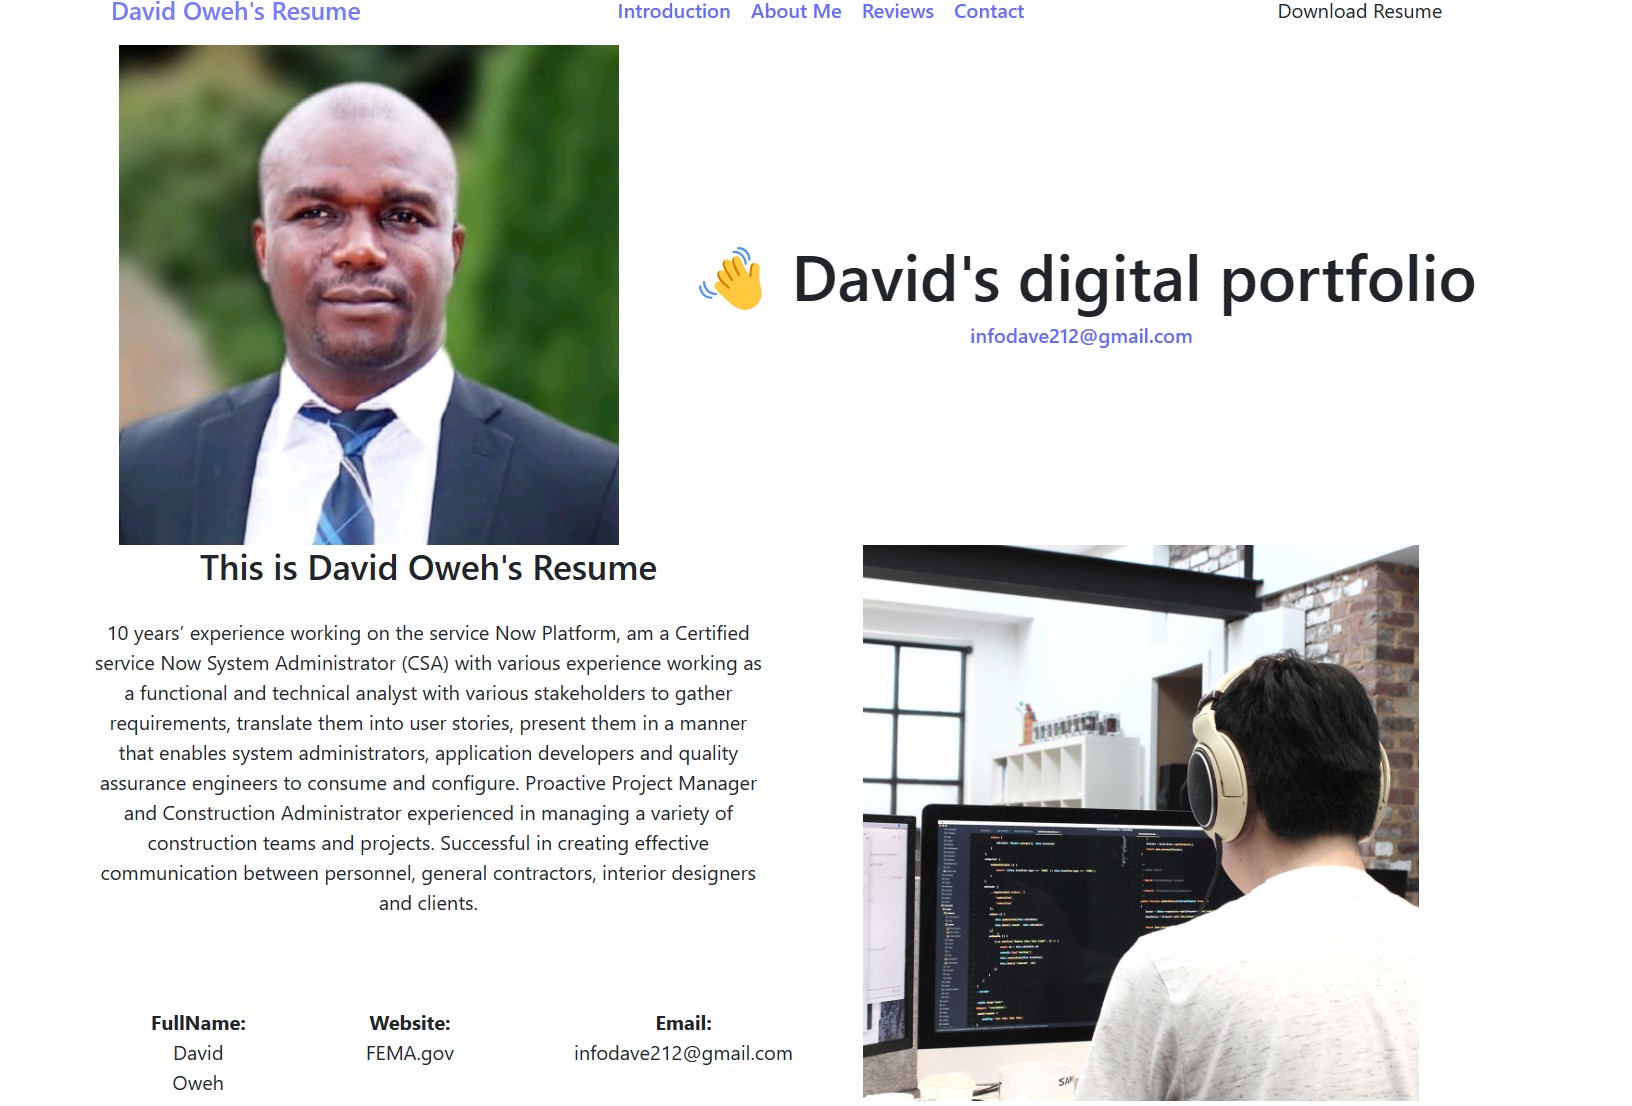 David Oweh's Resume
Introduction About Me Reviews Contact
Download Resume
👋 David's digital portfolio
infodave212@gmail.com
This is David Oweh's Resume
10 years’ experience working on the service Now Platform, am a Certified
service Now System Administrator (CSA) with various experience working as
a functional and technical analyst with various stakeholders to gather
requirements, translate them into user stories, present them in a manner
that enables system administrators, application developers and quality
assurance engineers to consume and configure. Proactive Project Manager
and Construction Administrator experienced in managing a variety of
construction teams and projects. Successful in creating effective
communication between personnel, general contractors, interior designers
and clients.
FullName:
David
Oweh
Website:
FEMA.gov
Email:
infodave212@gmail.com